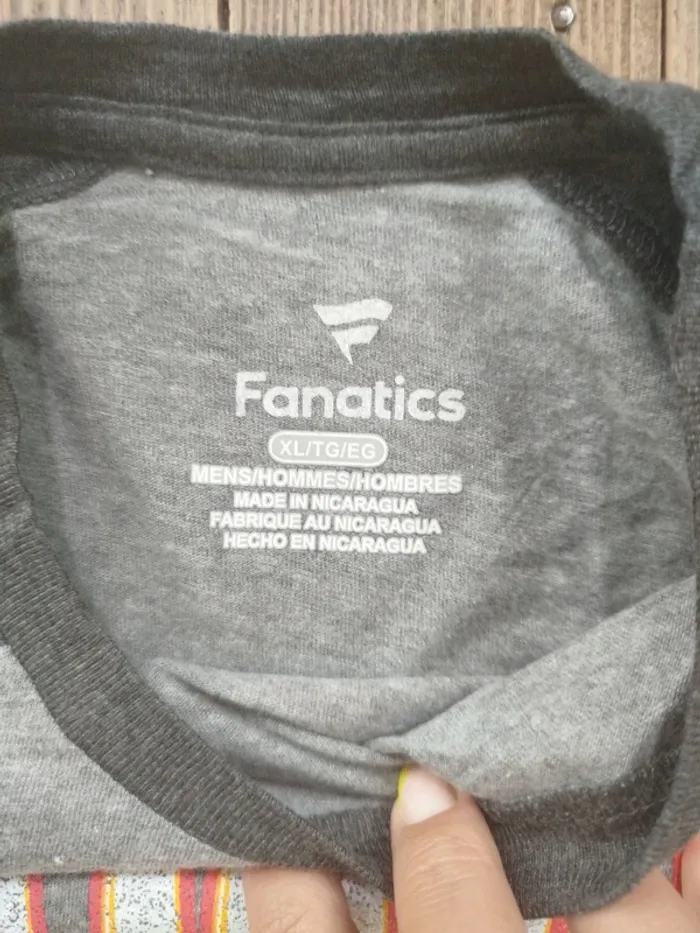 Fanatics
XL/TG/EG
MENS/HOMMES/HOMBRES
MADE IN NICARAGUA
FABRIQUE AU NICARAGUA
HECHO EN NICARAGUA